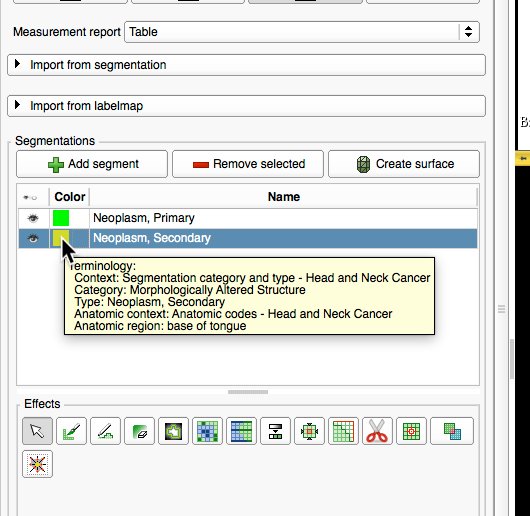 Measurement report Table
Import from segmentation
Import from labelmap
Segmentations
Add segment Remove selected Create surface
Color Name
Neoplasm, Primary
Neoplasm, Secondary
Terminology:
Context: Segmentation category and type - Head and Neck Cancer
Category: Morphologically Altered Structure
Type: Neoplasm, Secondary
Anatomic context: Anatomic codes - Head and Neck Cancer
Anatomic region: base of tongue
Effects